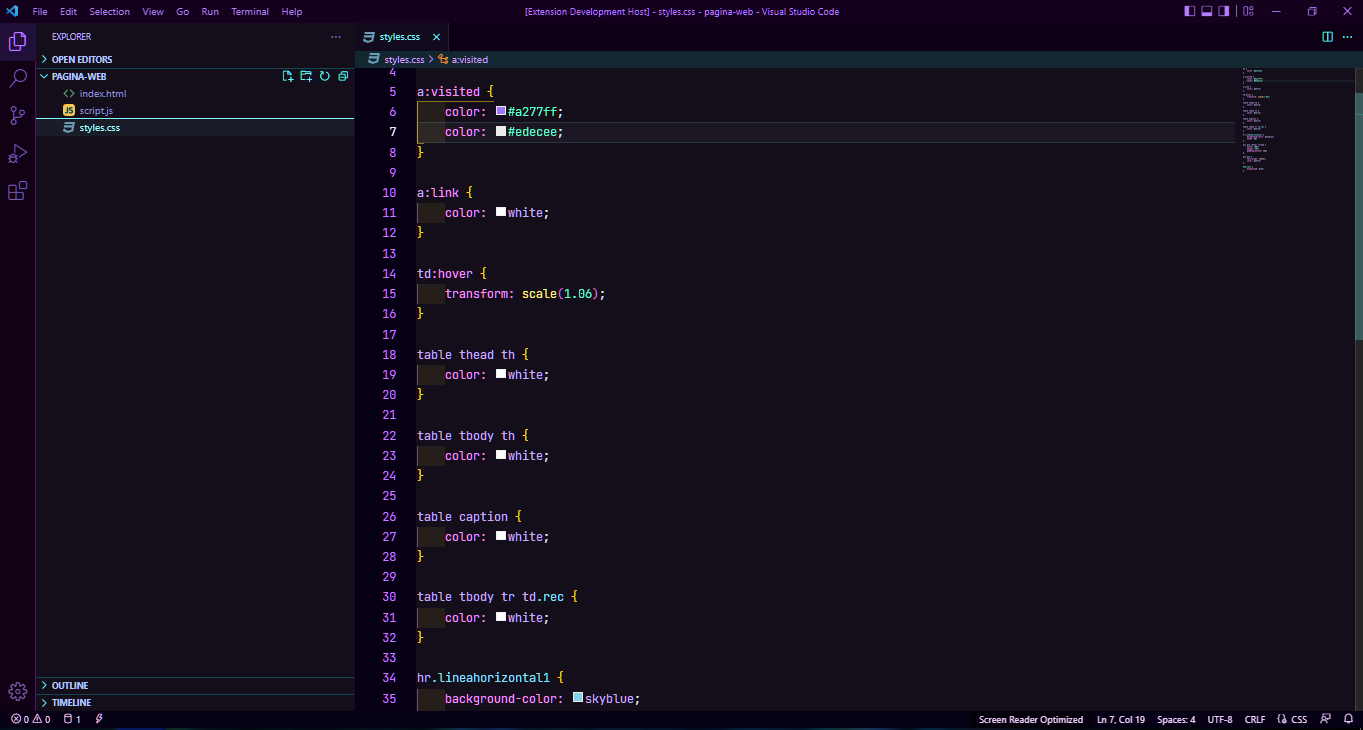 File Edit Selection View Go Run Terminal Help
[Extension Development Host] - styles.css - pagina-web - Visual Studio Code
EXPLORER
OPEN EDITORS
PAGINA-WEB
index.html
JS script.js
styles.css
OUTLINE
TIMELINE
styles.css
styles.css > a:visited
4
5 a:visited {
6 color: #a277ff;
7 color: #edecee;
8 }
9
10 a:link {
11 color: white;
12 }
13
14 td:hover {
15 transform: scale(1.06);
16 }
17
18 table thead th {
19 color: white;
20 }
21
22 table tbody th {
23 color: white;
24 }
25
26 table caption {
27 color: white;
28 }
29
30 table tbody tr td.rec {
31 color: white;
32 }
33
34 hr.lineahorizontal1 {
35 background-color: skyblue;
0 0 1
Screen Reader Optimized Ln 7, Col 19 Spaces: 4 UTF-8 CRLF CSS